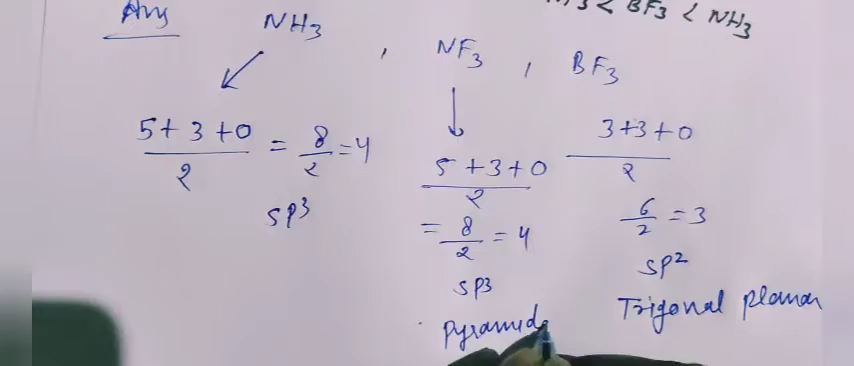 Ans
< BF3 < NH3
NH3 , NF3 , BF3
5+3+0/2 = 8/2 = 4
sp3
5+3+0/2
= 8/2 = 4
sp3
pyramid
3+3+0/2
6/2 = 3
sp2
Trigonal planar